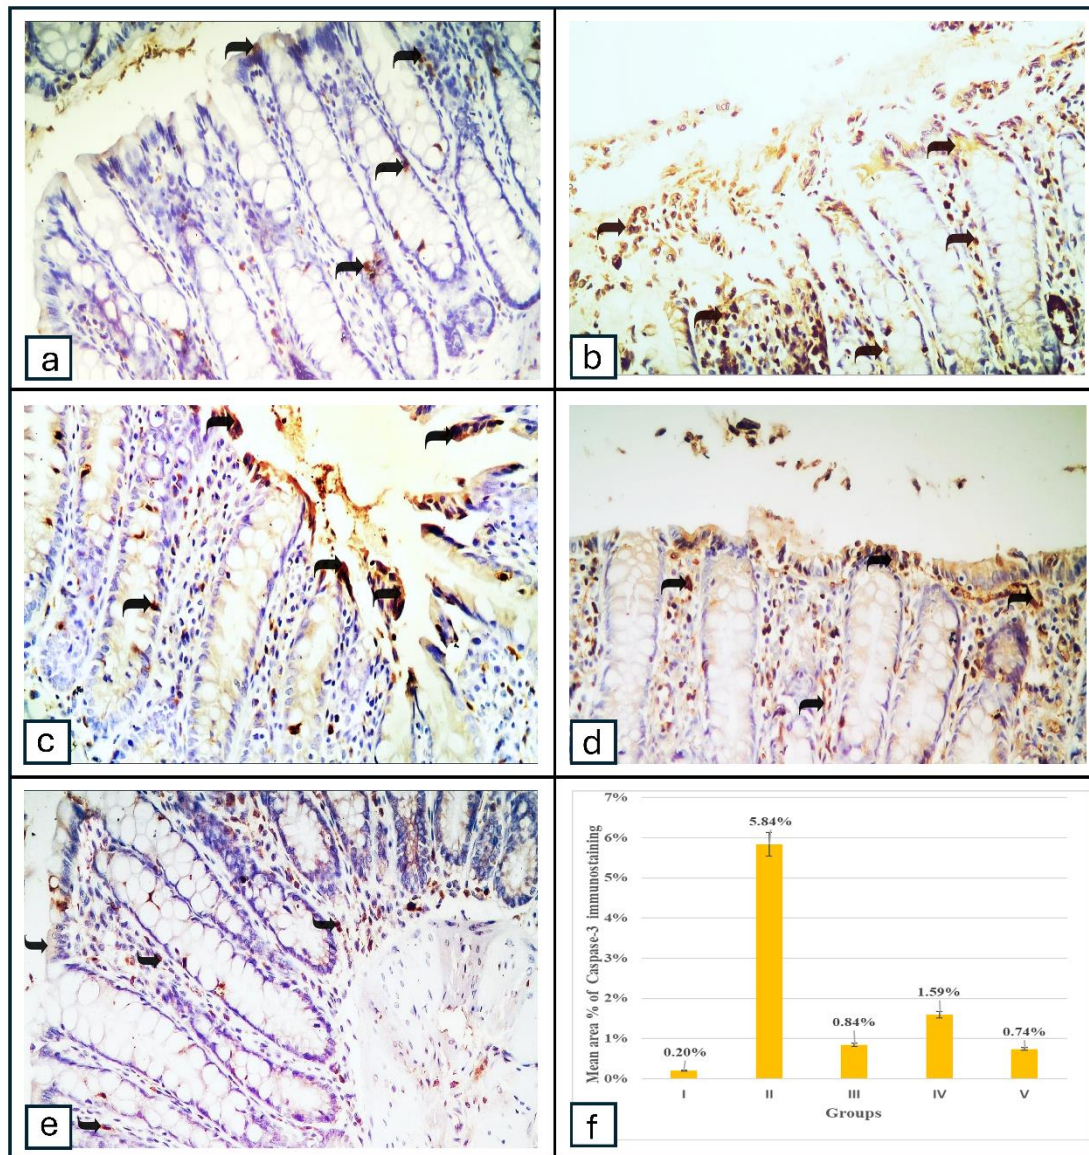 a
b
c
d
e
7%
6%
5%
4%
3%
2%
1%
0%
Mean area % of Caspase-3 immunostaining
0.20%
5.84%
0.84%
1.59%
0.74%
I II III IV V
Groups
f